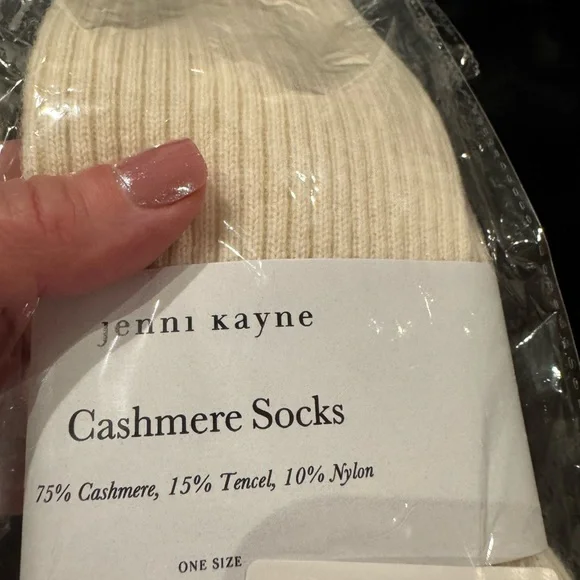 jenni kayne
Cashmere Socks
75% Cashmere, 15% Tencel, 10% Nylon
ONE SIZE